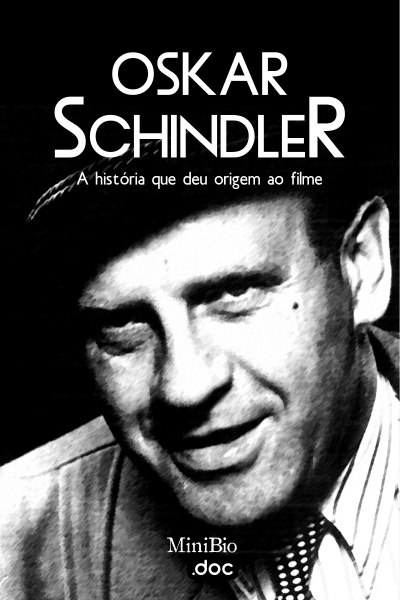 OSKAR
SCHINDLER
A história que deu origem ao filme
MiniBio
.doc